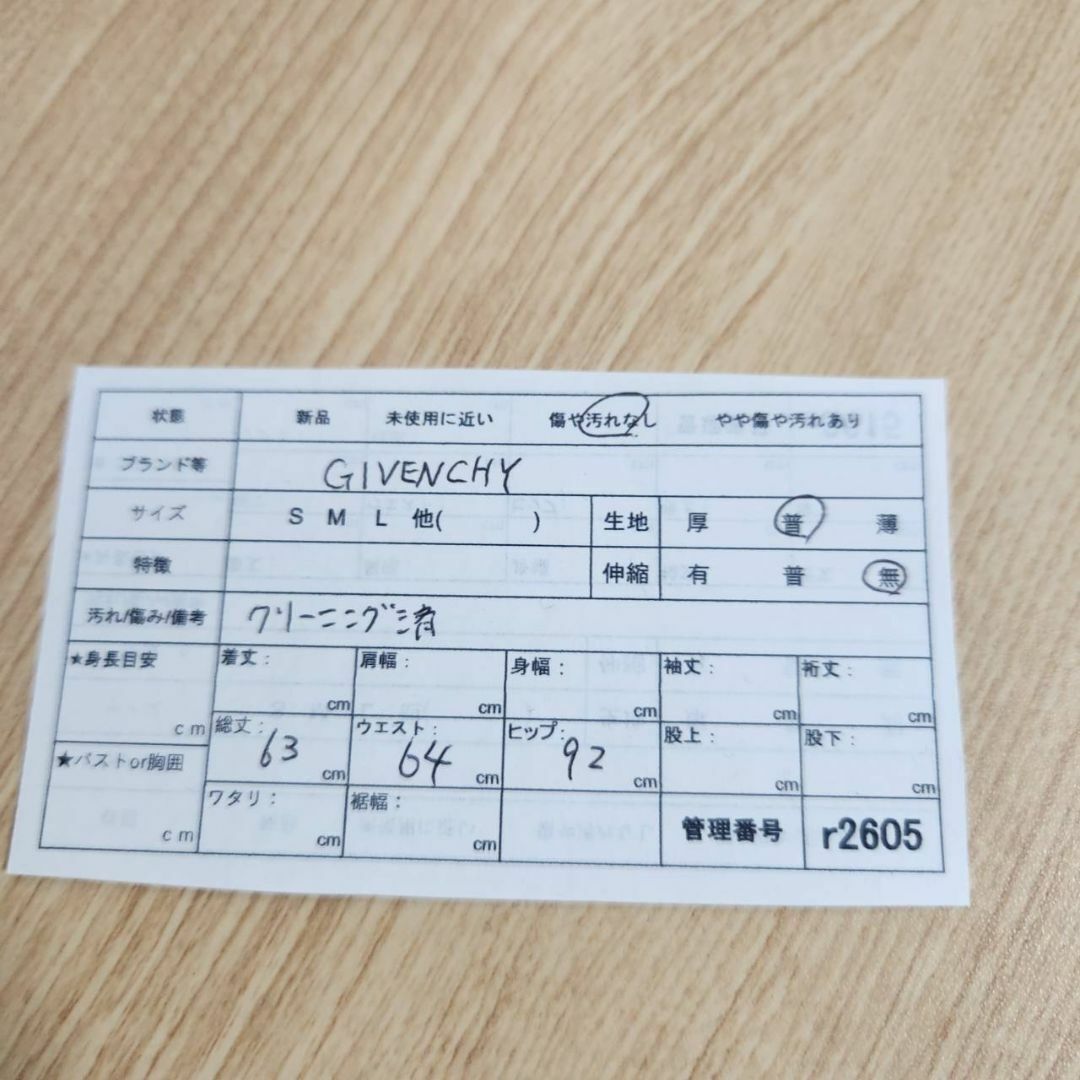 状態 新品 未使用に近い 傷や汚れなし やや傷や汚れあり
ブランド等 GIVENCHY
サイズ S M L 他( ) 生地 厚 普 薄
特徴 伸縮 有 普 無
汚れ/傷み/備考 クリーニング済
★身長目安 cm 着丈: cm 肩幅: cm 身幅: cm 袖丈: cm 裄丈: cm
総丈: 63 cm ウエスト: 64 cm ヒップ: 92 cm 股上: cm 股下: cm
★バストor胸囲 cm ワタリ: cm 裾幅: cm 管理番号 r2605